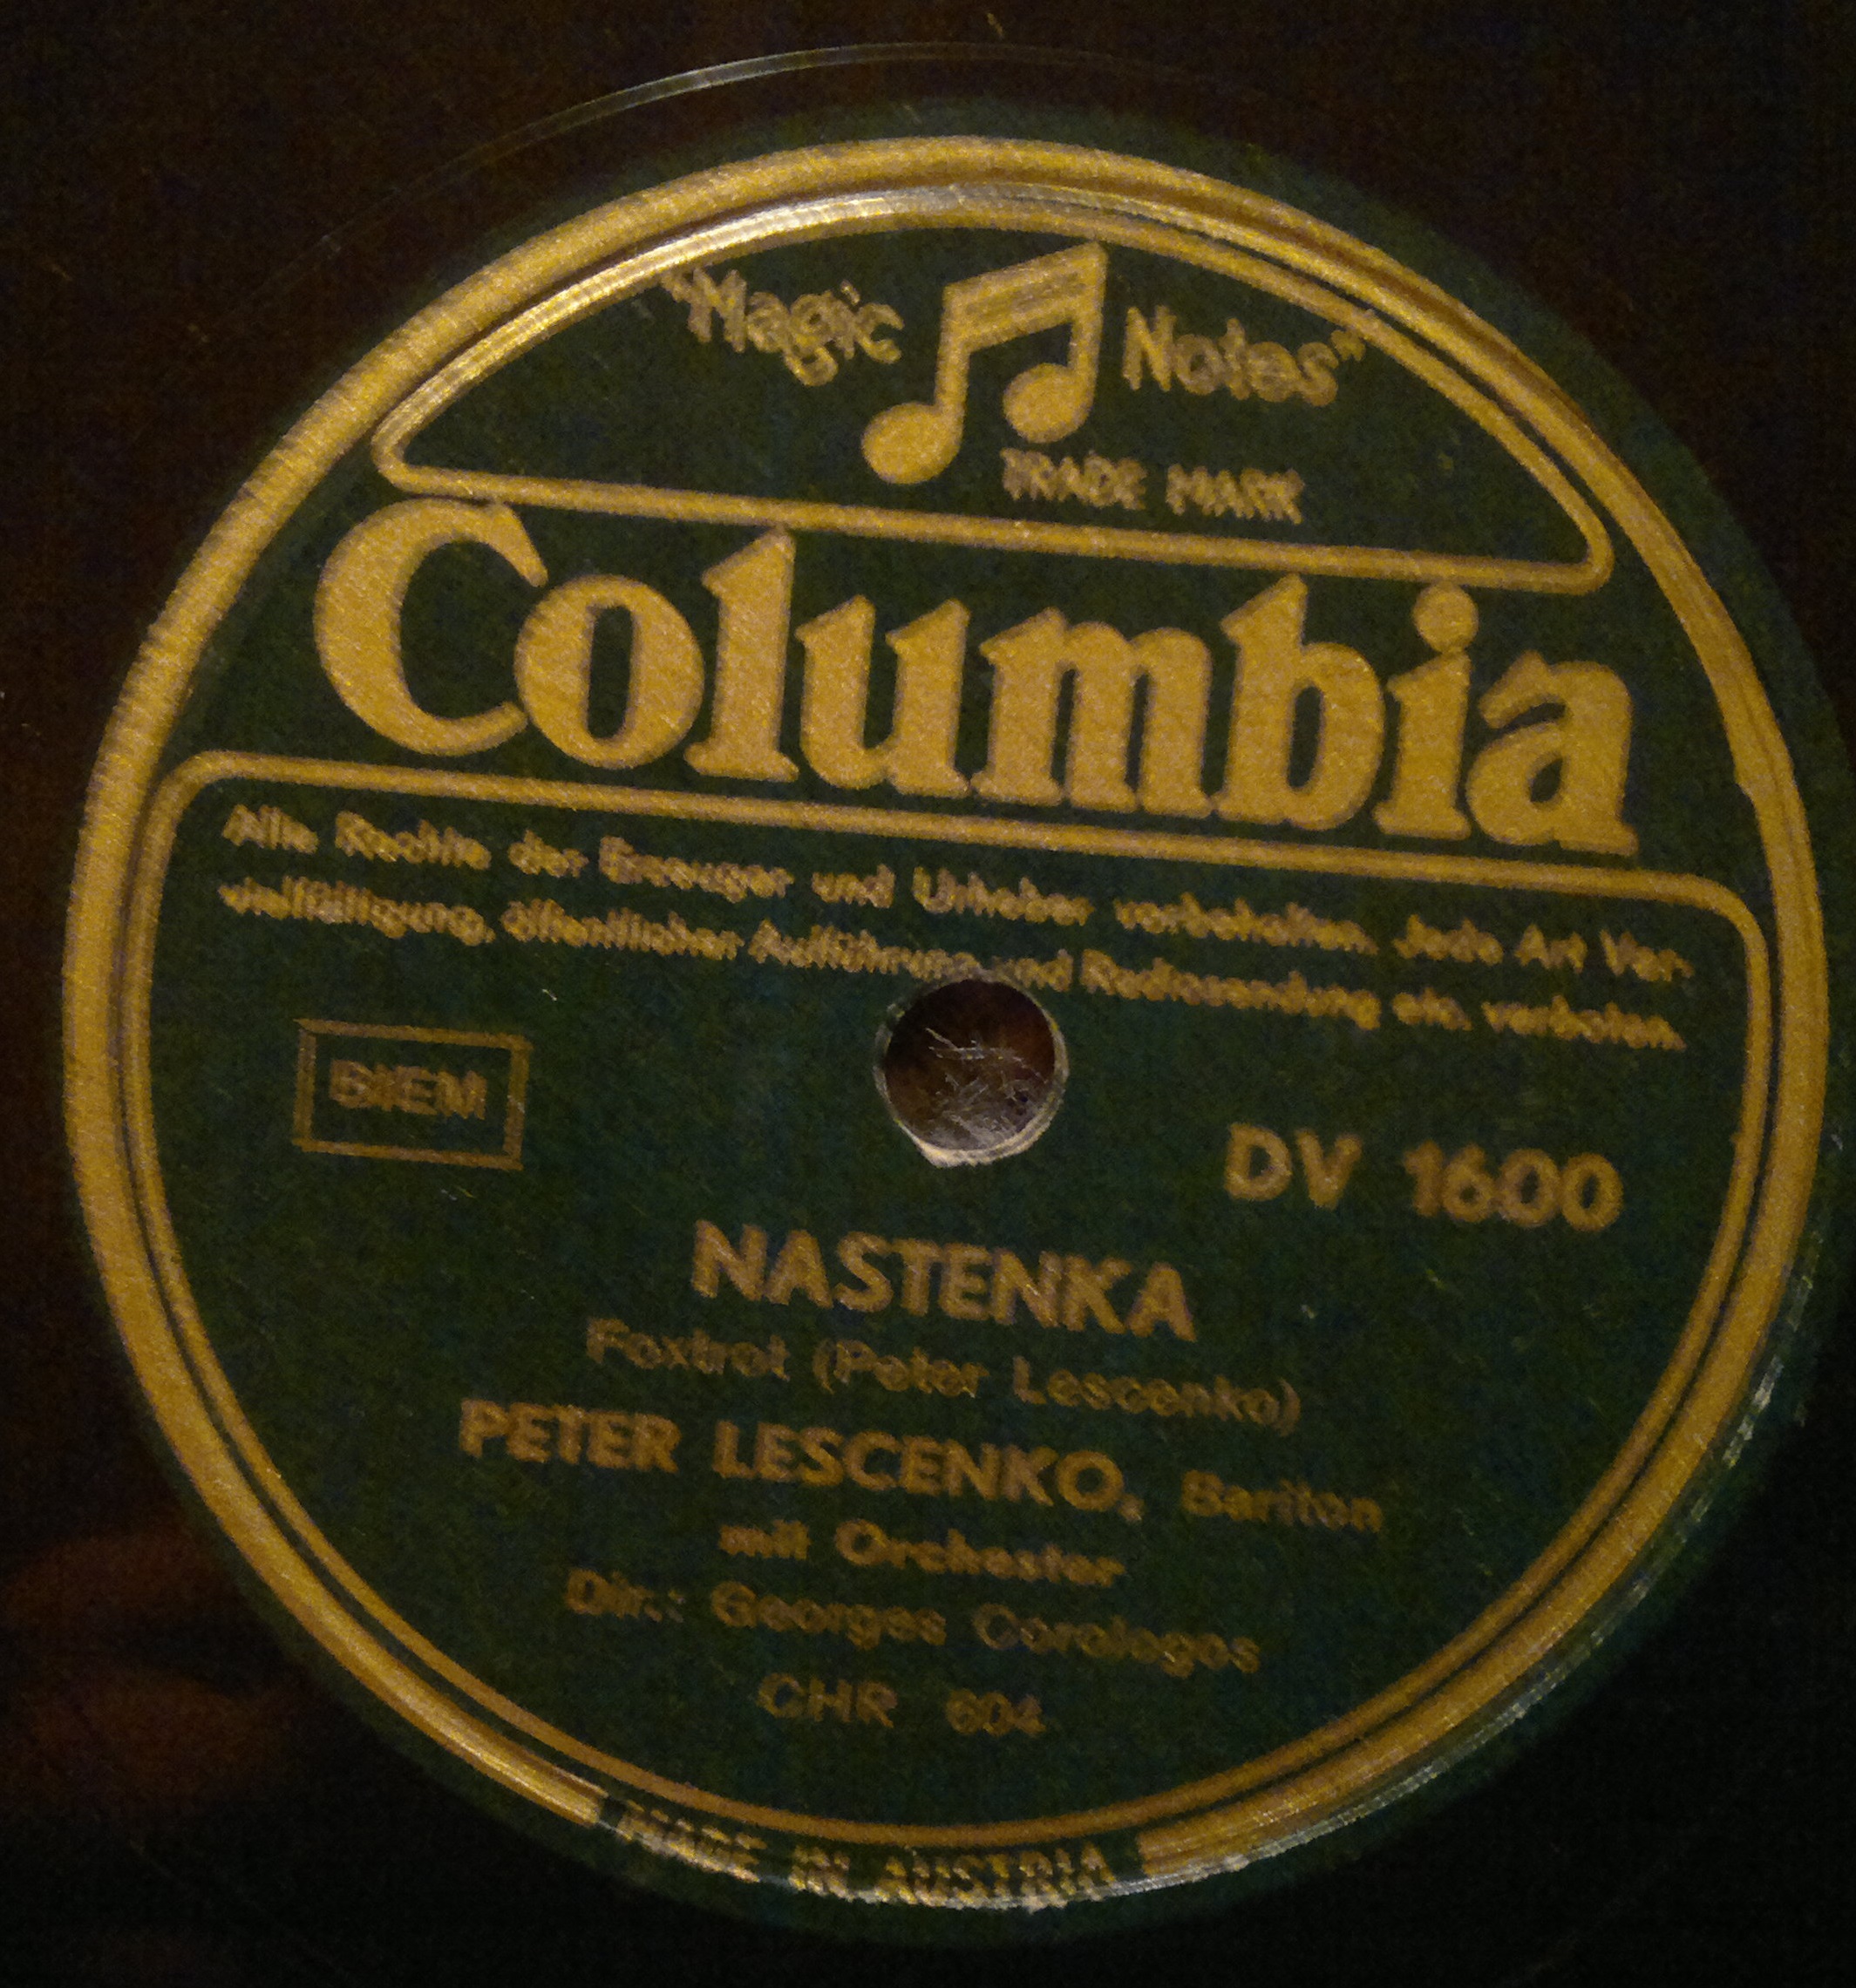 "Magic Notes"
TRADE MARK
Columbia
Alle Rechte der Erzeuger und Urheber vorbehalten. Jede Art Ver-
vielfältigung, öffentlicher Aufführung und Radiosendung etc. verboten.
BIEM
DV 1600
NASTENKA
Foxtrot (Peter Lescenko)
PETER LESCENKO, Bariton
mit Orchester
Dir.: Georges Corologos
CHR 604
MADE IN AUSTRIA